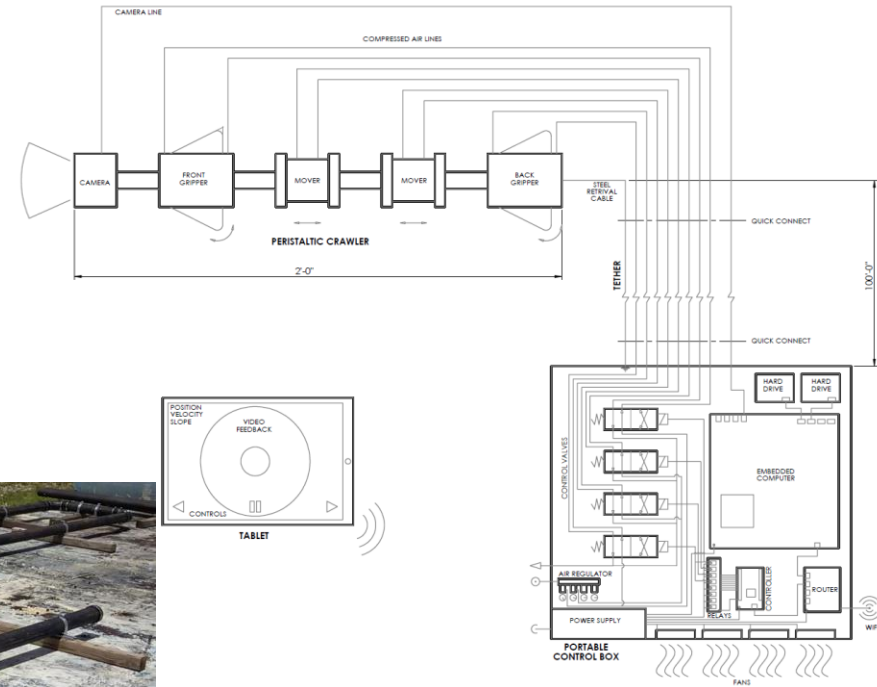 CAMERA LINE
COMPRESSED AIR LINES
CAMERA
FRONT
GRIPPER
MOVER
MOVER
BACK
GRIPPER
STEEL
RETRIVAL
CABLE
QUICK CONNECT
PERISTALTIC CRAWLER
2'-0"
TETHER
100'-0"
QUICK CONNECT
HARD
DRIVE
HARD
DRIVE
POSITION
VELOCITY
SLOPE
VIDEO
FEEDBACK
CONTROLS
TABLET
CONTROL VALVES
EMBEDDED
COMPUTER
AIR REGULATOR
RELAYS
CONTROLLER
ROUTER
POWER SUPPLY
WIFI
PORTABLE
CONTROL BOX
FANS